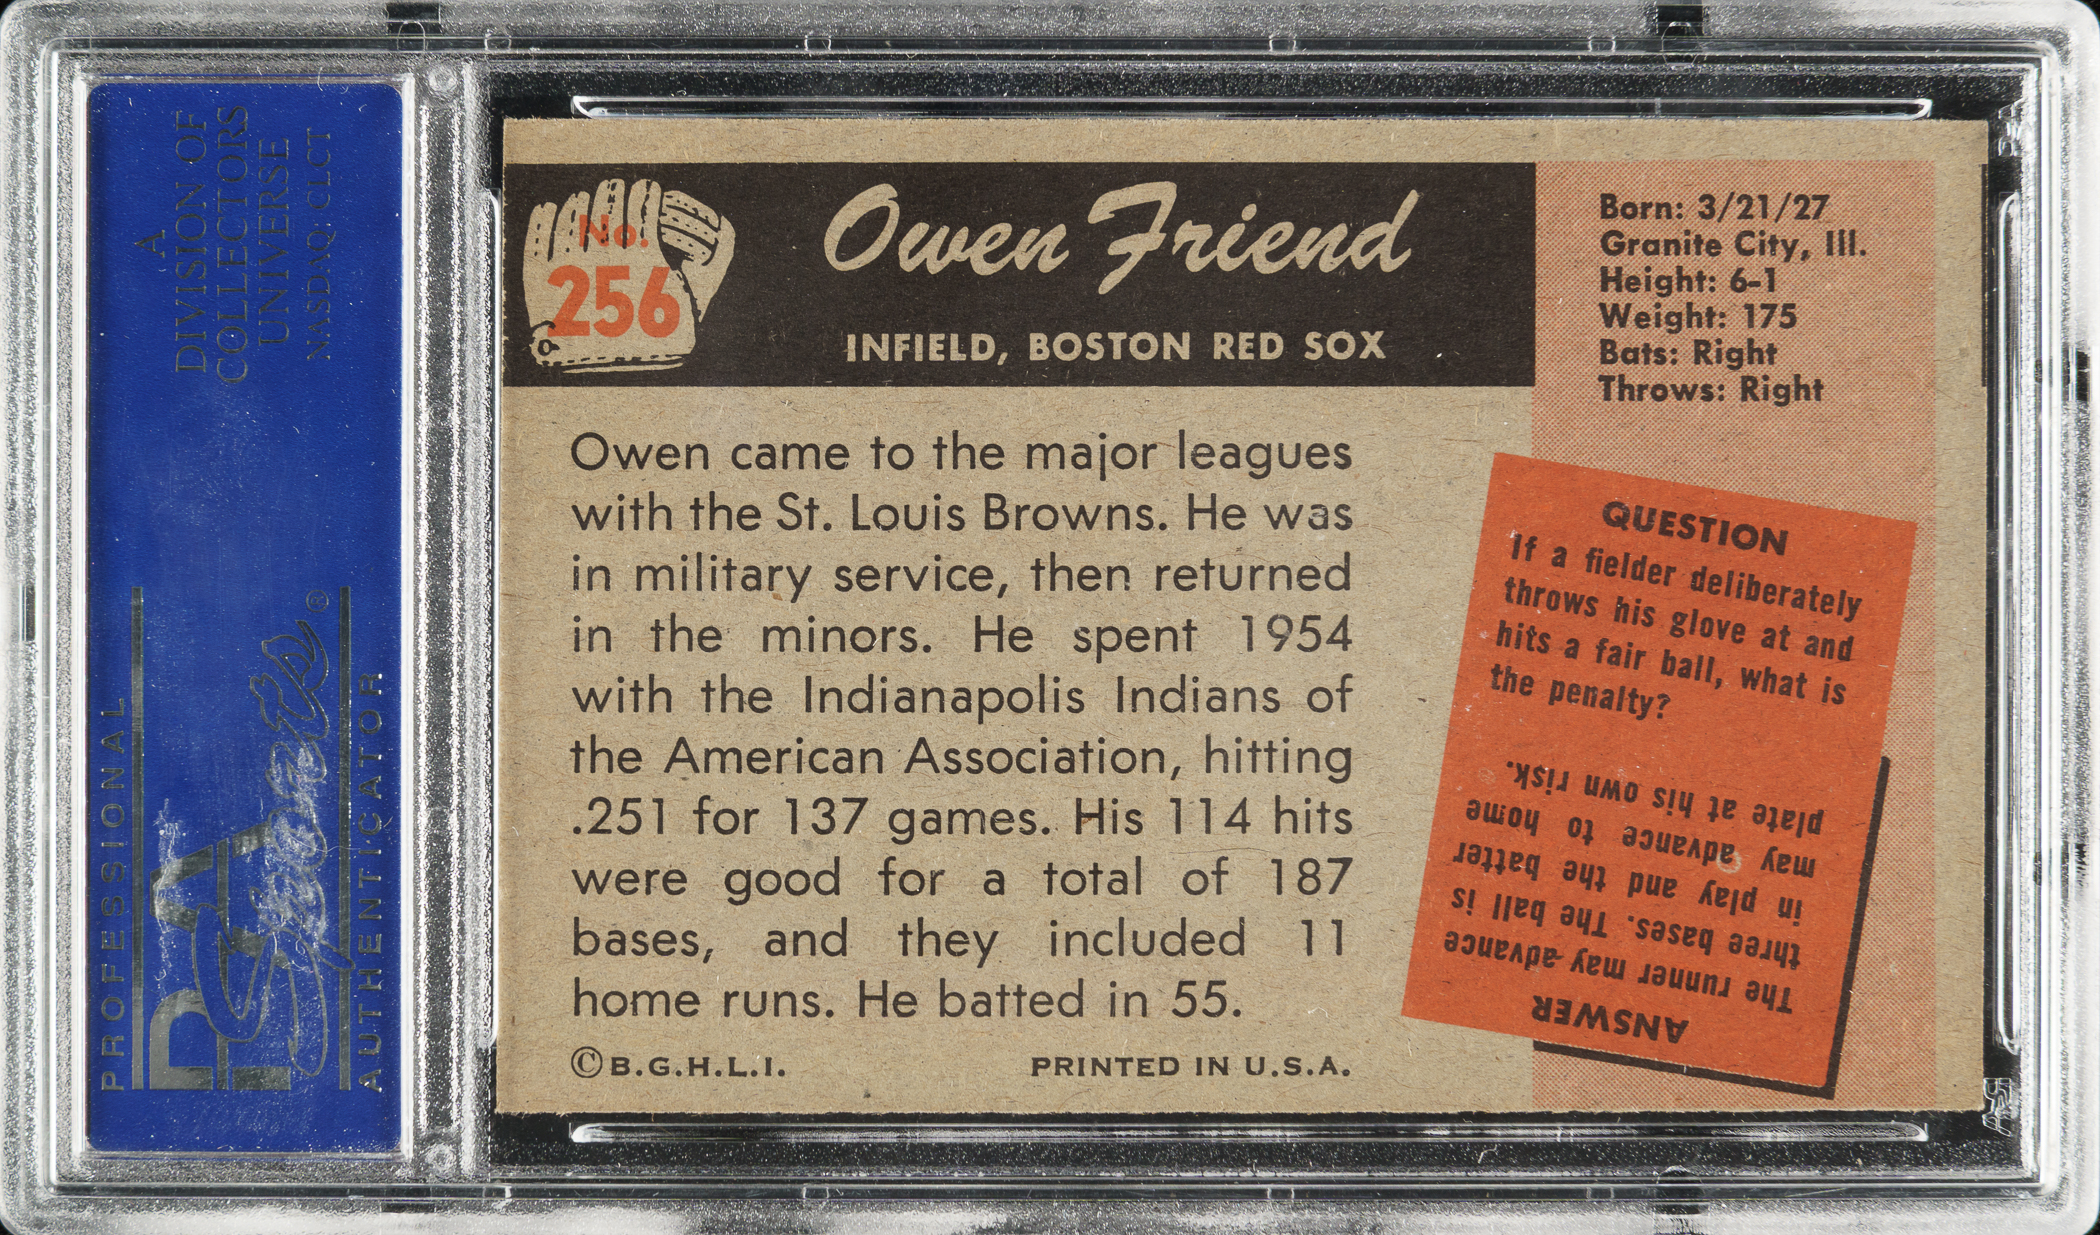 A
DIVISION OF
COLLECTORS
UNIVERSE
NASDAQ: CLCT
PROFESSIONAL
PSA
Sports®
AUTHENTICATOR
No.
256
Owen Friend
INFIELD, BOSTON RED SOX
Born: 3/21/27
Granite City, Ill.
Height: 6-1
Weight: 175
Bats: Right
Throws: Right
Owen came to the major leagues
with the St. Louis Browns. He was
in military service, then returned
in the minors. He spent 1954
with the Indianapolis Indians of
the American Association, hitting
.251 for 137 games. His 114 hits
were good for a total of 187
bases, and they included 11
home runs. He batted in 55.
©B.G.H.L.I. PRINTED IN U.S.A.
QUESTION
If a fielder deliberately
throws his glove at and
hits a fair ball, what is
the penalty?
ANSWER
The runner may advance
three bases. The ball is
in play and the batter
may advance to home
plate at his own risk.